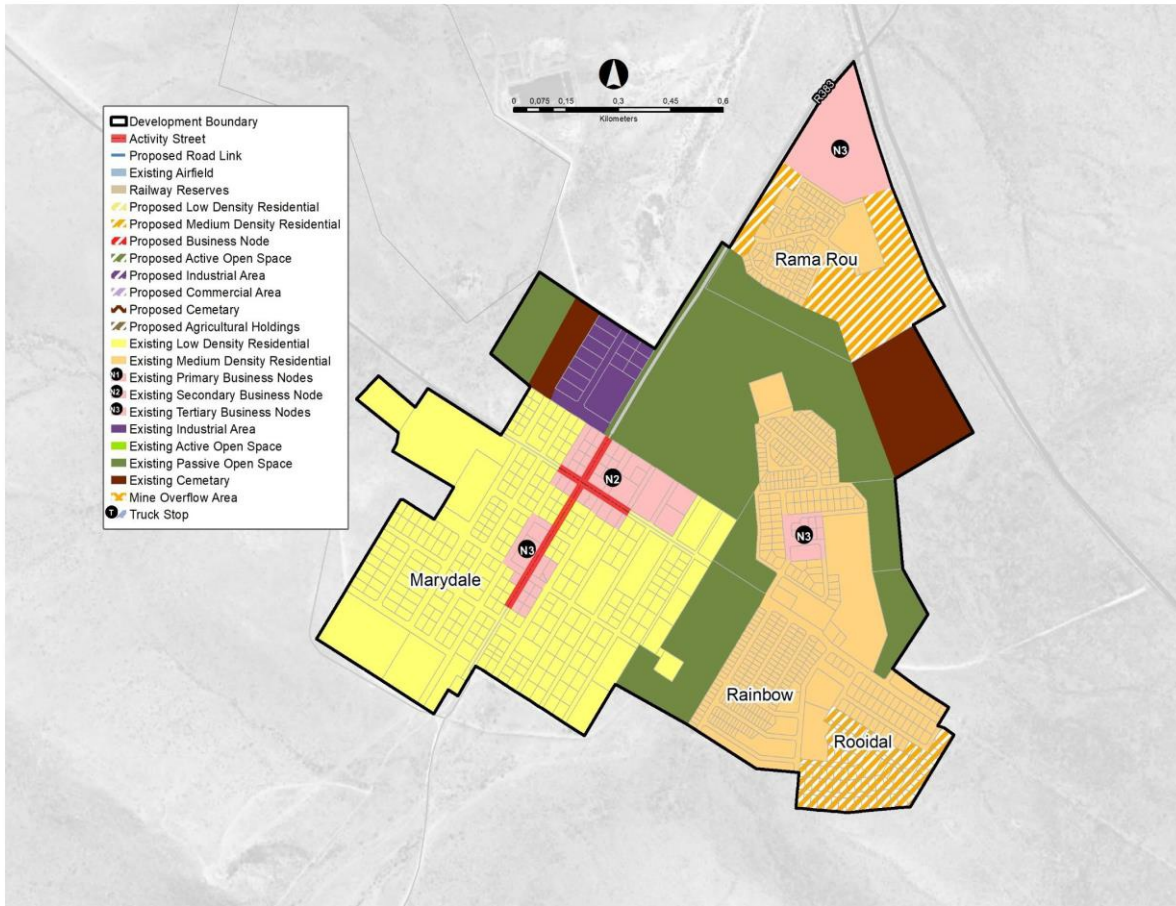 R383
0 0,075 0,15 0,3 0,45 0,6
Kilometers
N3
Development Boundary
Activity Street
Proposed Road Link
Existing Airfield
Railway Reserves
Proposed Low Density Residential
Proposed Medium Density Residential
Proposed Business Node
Proposed Active Open Space
Proposed Industrial Area
Proposed Commercial Area
Proposed Cemetary
Proposed Agricultural Holdings
Existing Low Density Residential
Existing Medium Density Residential
N1 Existing Primary Business Nodes
N2 Existing Secondary Business Node
N3 Existing Tertiary Business Nodes
Existing Industrial Area
Existing Active Open Space
Existing Passive Open Space
Existing Cemetary
Mine Overflow Area
T Truck Stop
Rama Rou
N2
N3
N3
Marydale
Rainbow
Rooidal